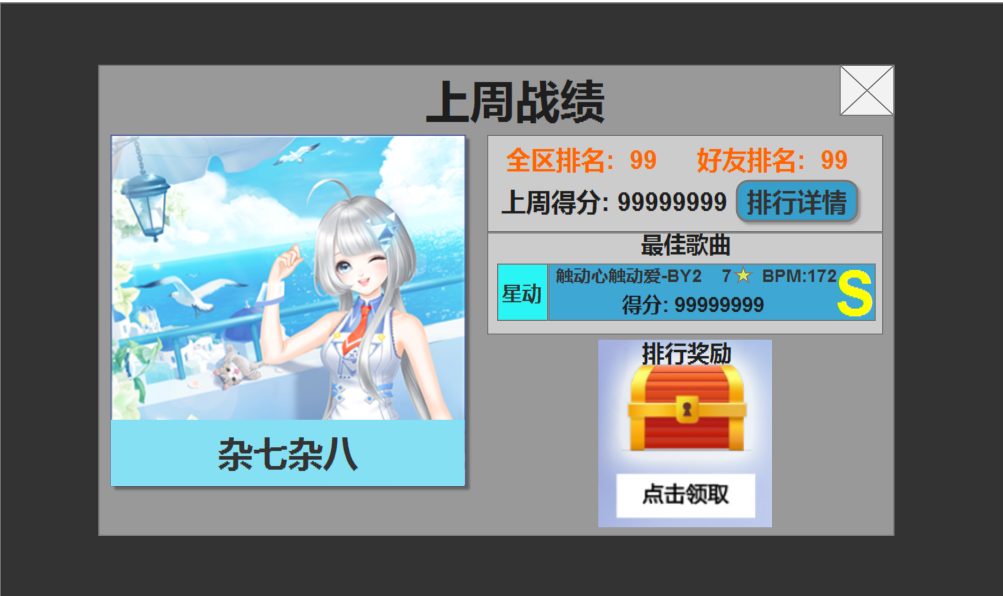 上周战绩
全区排名: 99 好友排名: 99
上周得分: 99999999 排行详情
最佳歌曲
星动 触动心触动爱-BY2 7 BPM:172 S
得分: 99999999
排行奖励
点击领取
杂七杂八